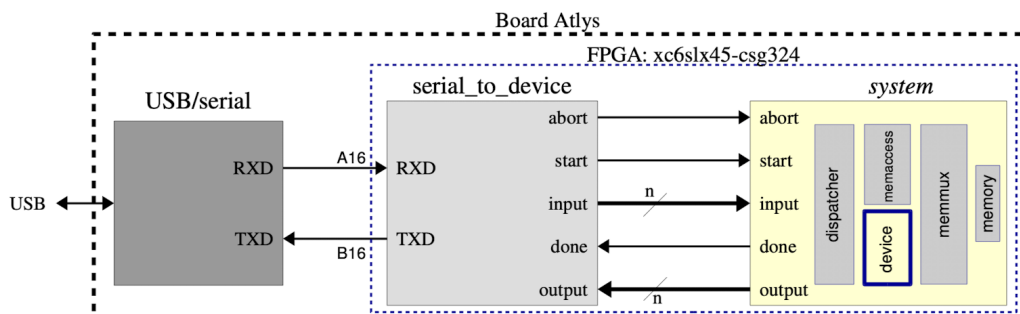 Board Atlys
FPGA: xc6slx45-csg324
USB/serial
serial_to_device
system
abort
abort
RXD
A16
RXD
start
start
USB
input
n
input
TXD
B16
TXD
done
done
output
n
output
dispatcher
memaccess
device
memmux
memory